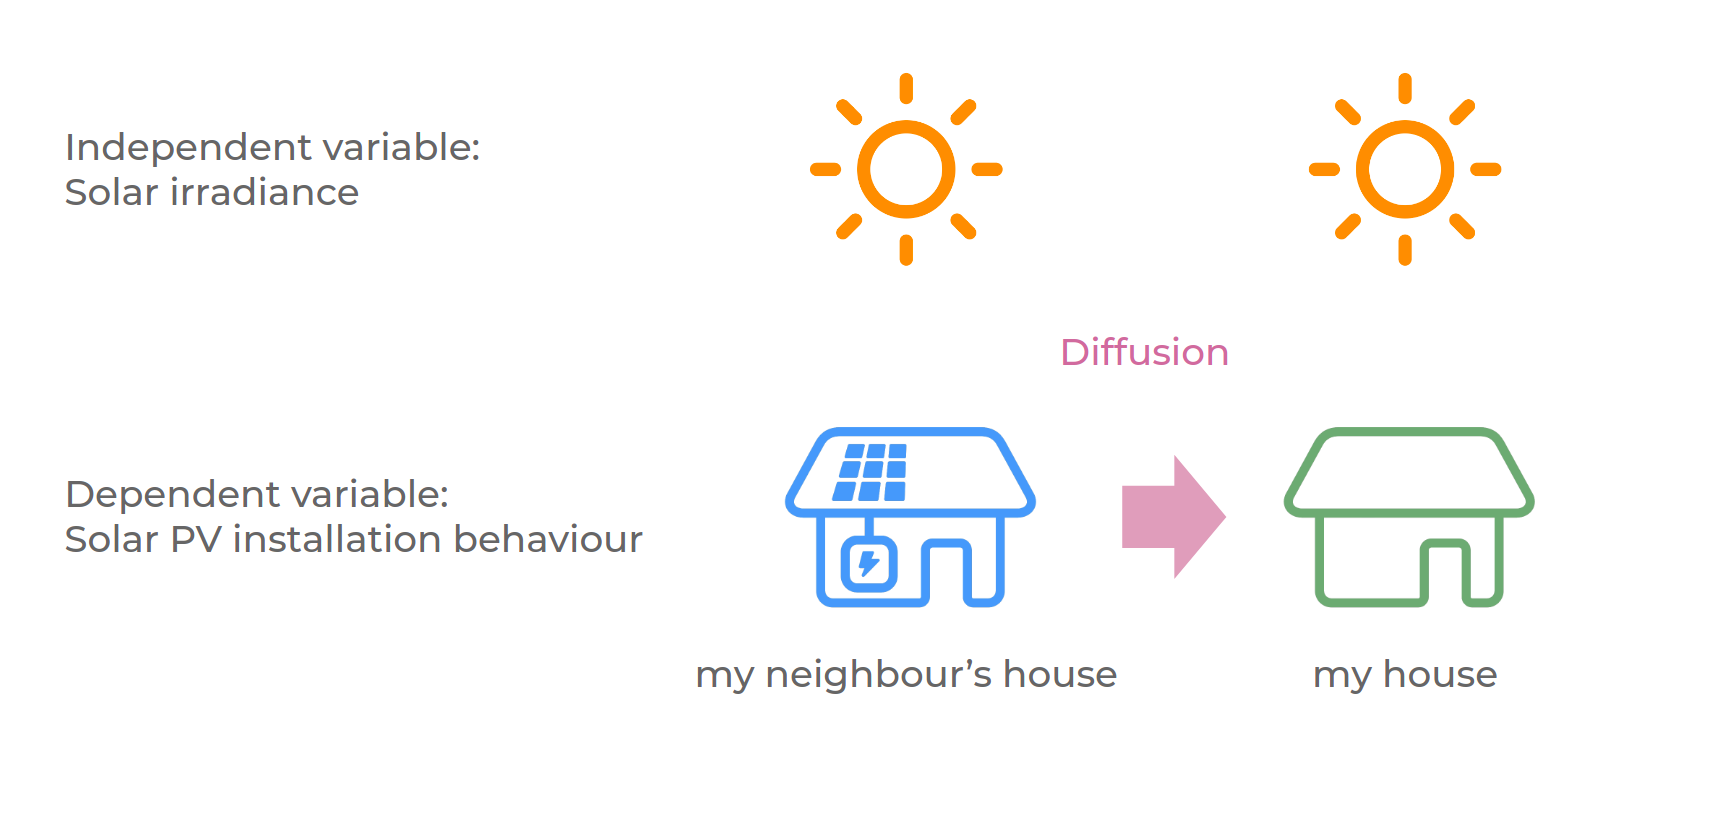 Independent variable:
Solar irradiance
Diffusion
Dependent variable:
Solar PV installation behaviour
my neighbour’s house
my house